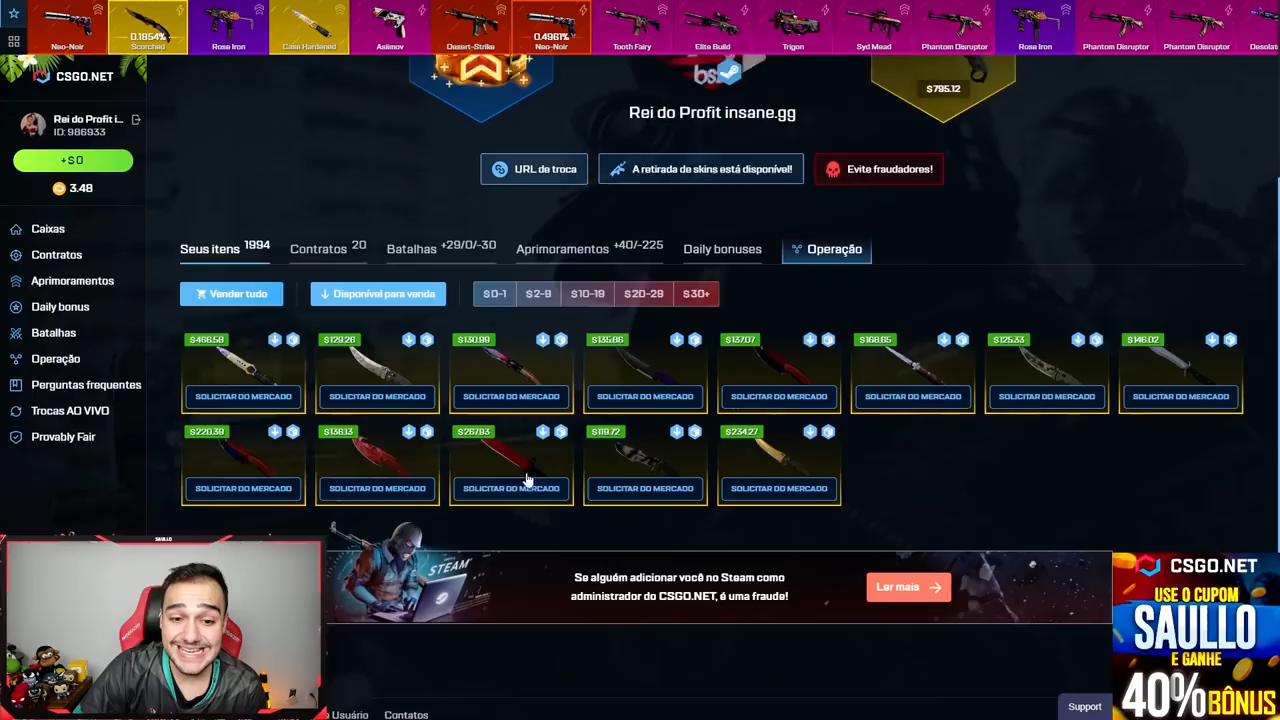 Neo-Noir
0.1854%
Scorched
Rose Iron
Case Hardened
Asiimov
Desert-Strike
0.4961%
Neo-Noir
Tooth Fairy
Elite Build
Trigon
Syd Mead
Phantom Disruptor
Rose Iron
Phantom Disruptor
Phantom Disruptor
Desolat
CSGO.NET
Rei do Profit i...
ID: 986933
+$0
3.48
Caixas
Contratos
Aprimoramentos
Daily bonus
Batalhas
Operação
Perguntas frequentes
Trocas AO VIVO
Provably Fair
$795.12
Rei do Profit insane.gg
URL de troca
A retirada de skins está disponível!
Evite fraudadores!
Seus itens 1994
Contratos 20
Batalhas +29/0/-30
Aprimoramentos +40/-225
Daily bonuses
Operação
Vender tudo
Disponível para venda
$0-1
$2-9
$10-19
$20-29
$30+
$466.58
$129.26
$130.99
$135.86
$137.07
$168.65
$125.33
$146.02
SOLICITAR DO MERCADO
SOLICITAR DO MERCADO
SOLICITAR DO MERCADO
SOLICITAR DO MERCADO
SOLICITAR DO MERCADO
SOLICITAR DO MERCADO
SOLICITAR DO MERCADO
SOLICITAR DO MERCADO
$220.39
$136.13
$267.93
$119.72
$234.27
SOLICITAR DO MERCADO
SOLICITAR DO MERCADO
SOLICITAR DO MERCADO
SOLICITAR DO MERCADO
SOLICITAR DO MERCADO
STEAM
Se alguém adicionar você no Steam como
administrador do CSGO.NET, é uma fraude!
Ler mais
SAULLO
CSGO.NET
USE O CUPOM
SAULLO
E GANHE
40% BÔNUS
Usuário
Contatos
Support